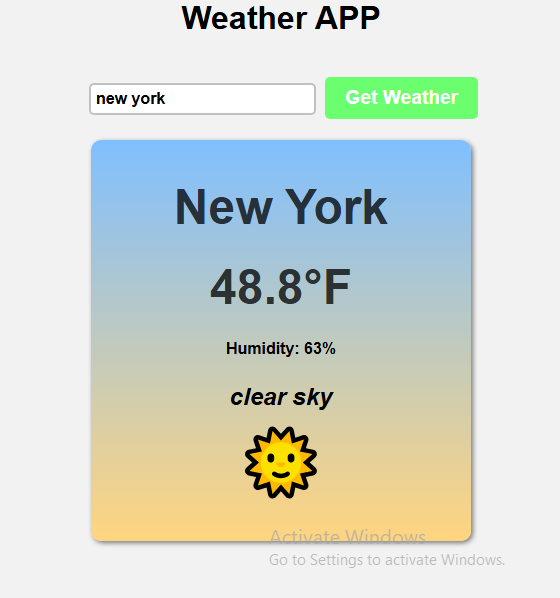 Weather APP
new york
Get Weather
New York
48.8°F
Humidity: 63%
clear sky
Activate Windows
Go to Settings to activate Windows.